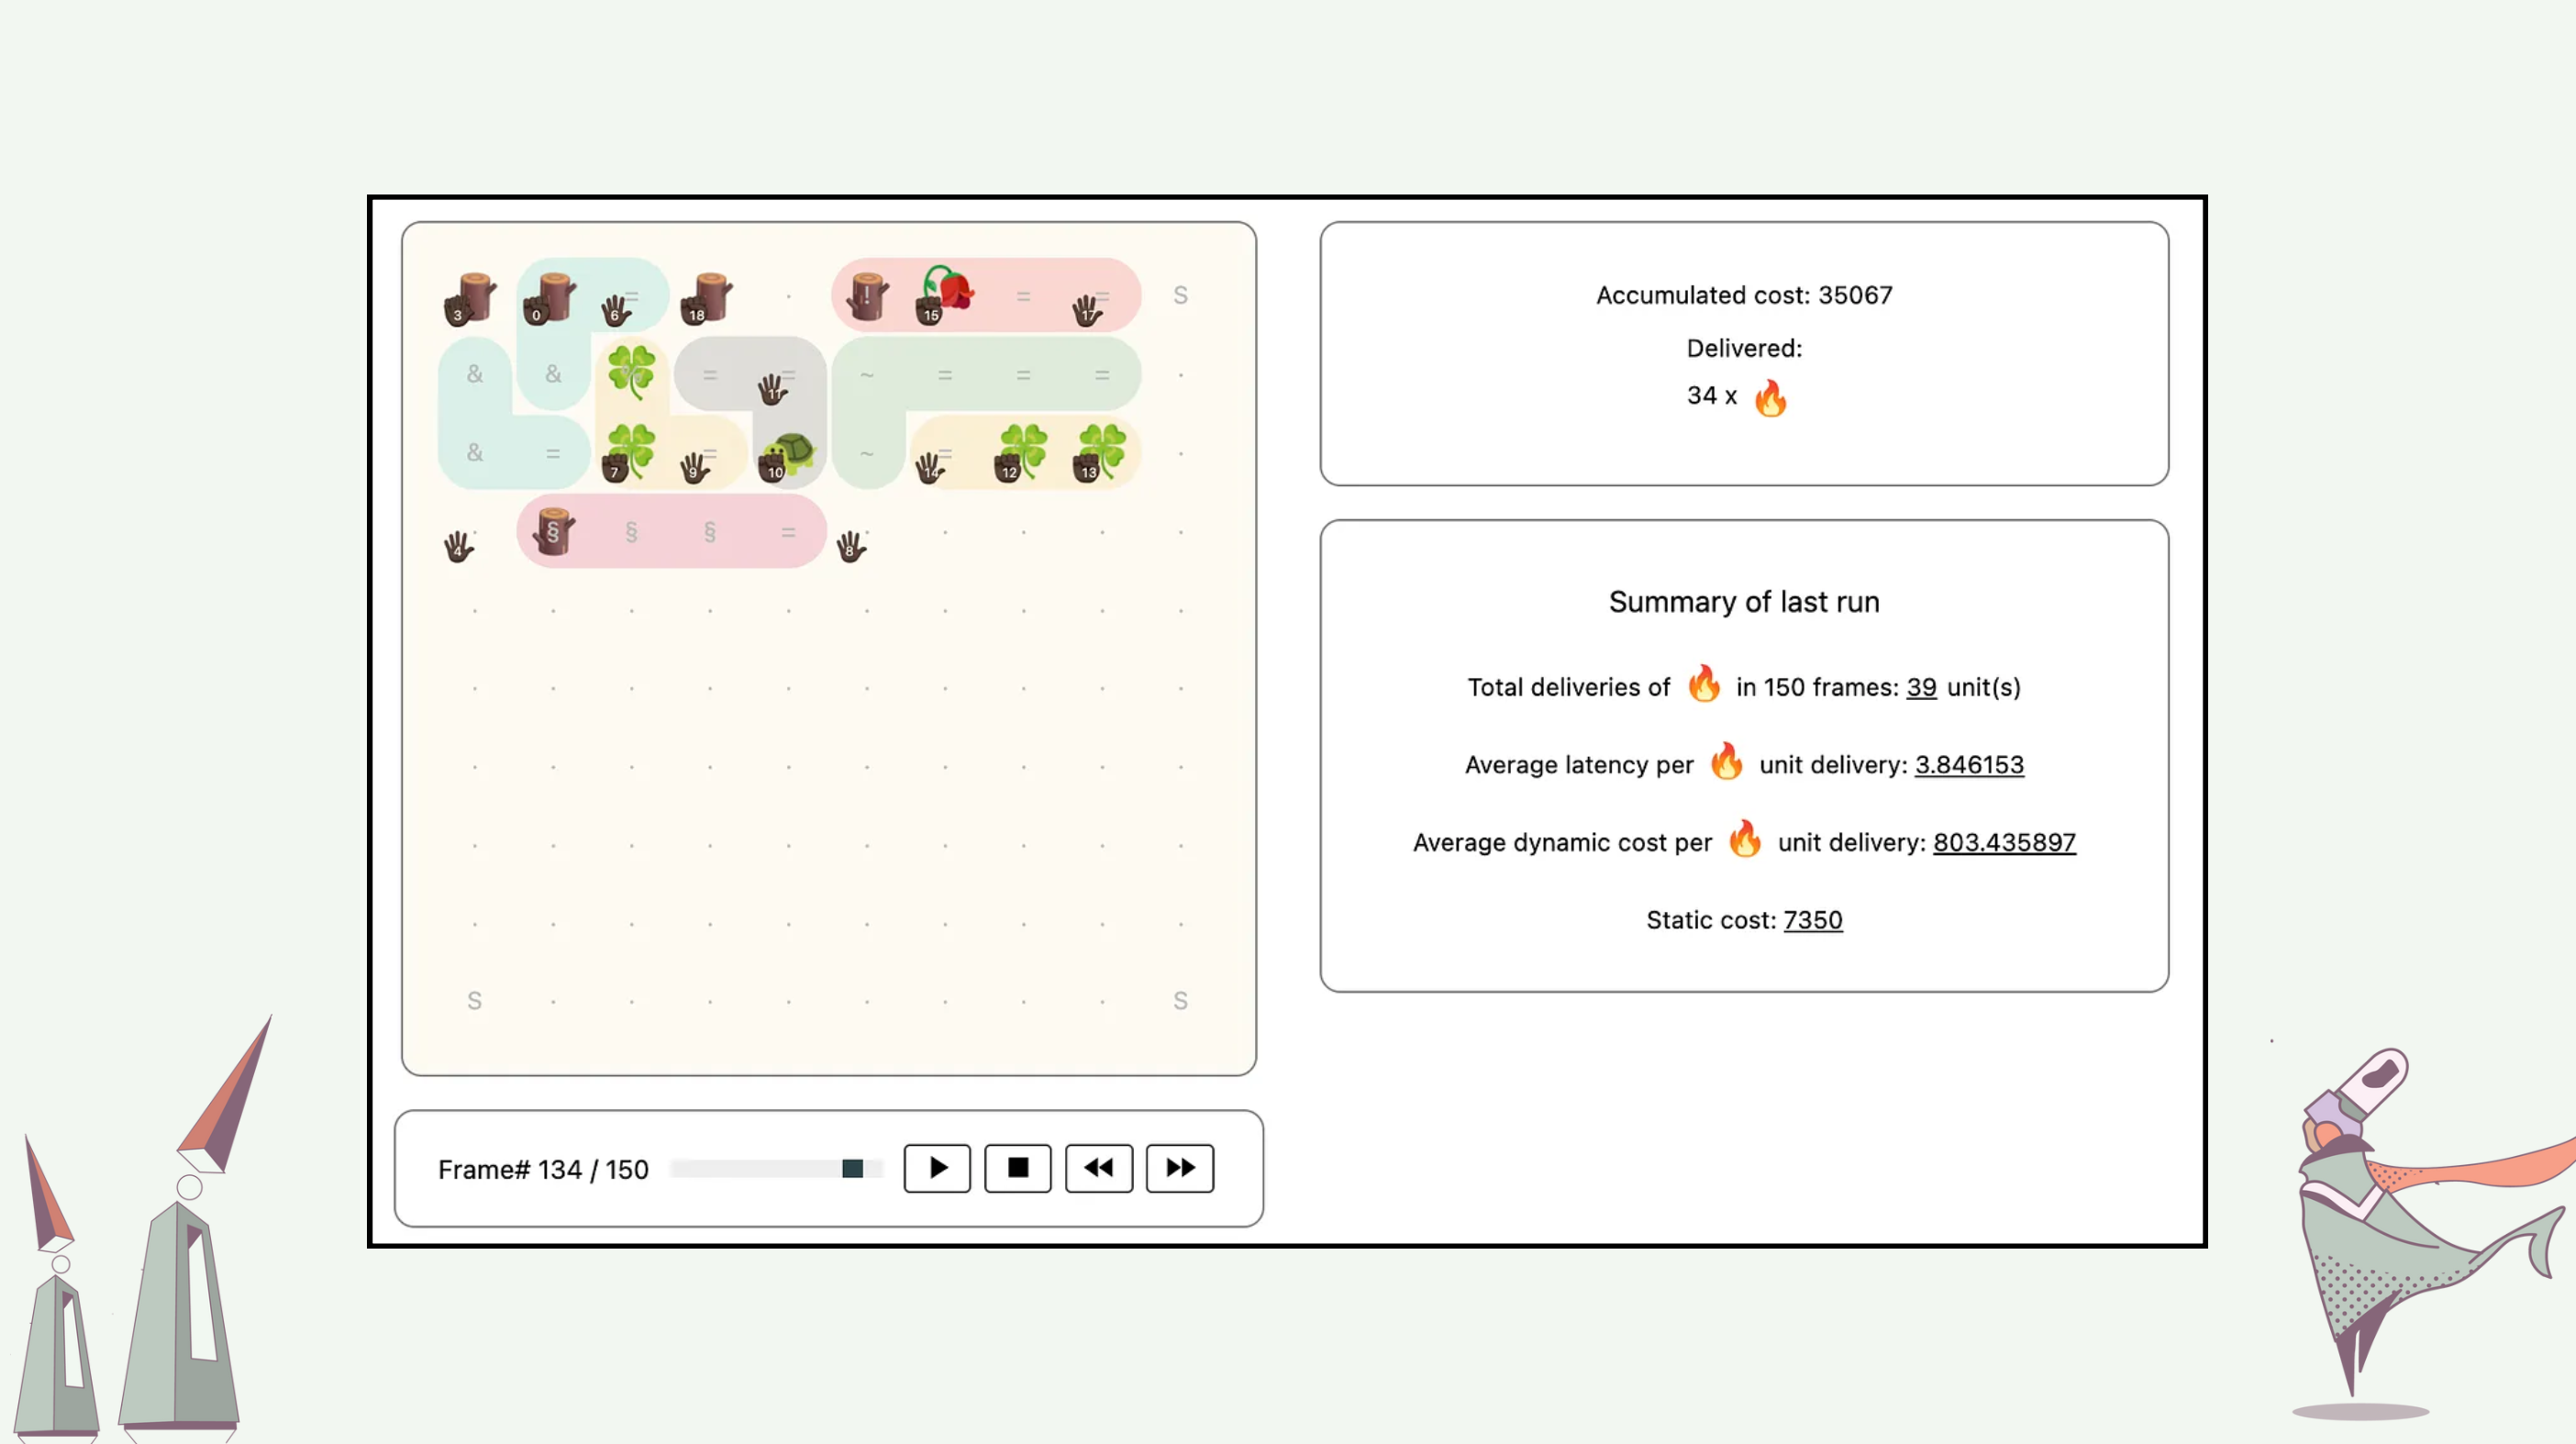 3 0 6 = 18 · ! 15 = 17 = S
& & % = 11 = ~ = = = ·
& = 7 9 = 10 ~ 14 = 12 13 ·
4 · § § § = 8 · · · · ·
· · · · · · · · · ·
· · · · · · · · · ·
· · · · · · · · · ·
· · · · · · · · · ·
· · · · · · · · · ·
S · · · · · · · · S
Frame# 134 / 150
Accumulated cost: 35067
Delivered:
34 x 🔥
Summary of last run
Total deliveries of 🔥 in 150 frames: 39 unit(s)
Average latency per 🔥 unit delivery: 3.846153
Average dynamic cost per 🔥 unit delivery: 803.435897
Static cost: 7350